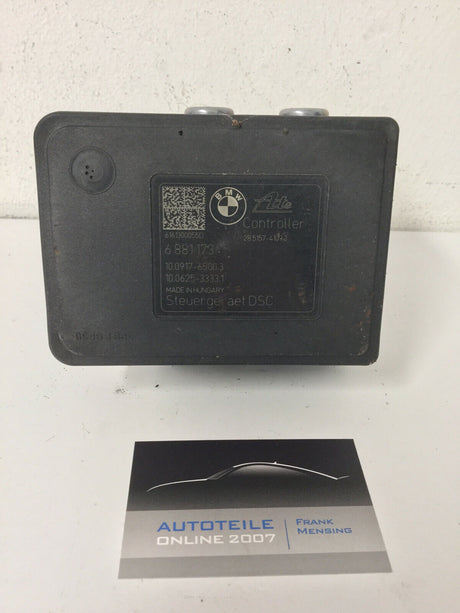 BMW
Ate
Controller
6 881 173
10.0917-6500.3
10.0625-3333.1
MADE IN HUNGARY
Steuergeraet DSC
AUTOTEILE
ONLINE 2007
FRANK
MENSING